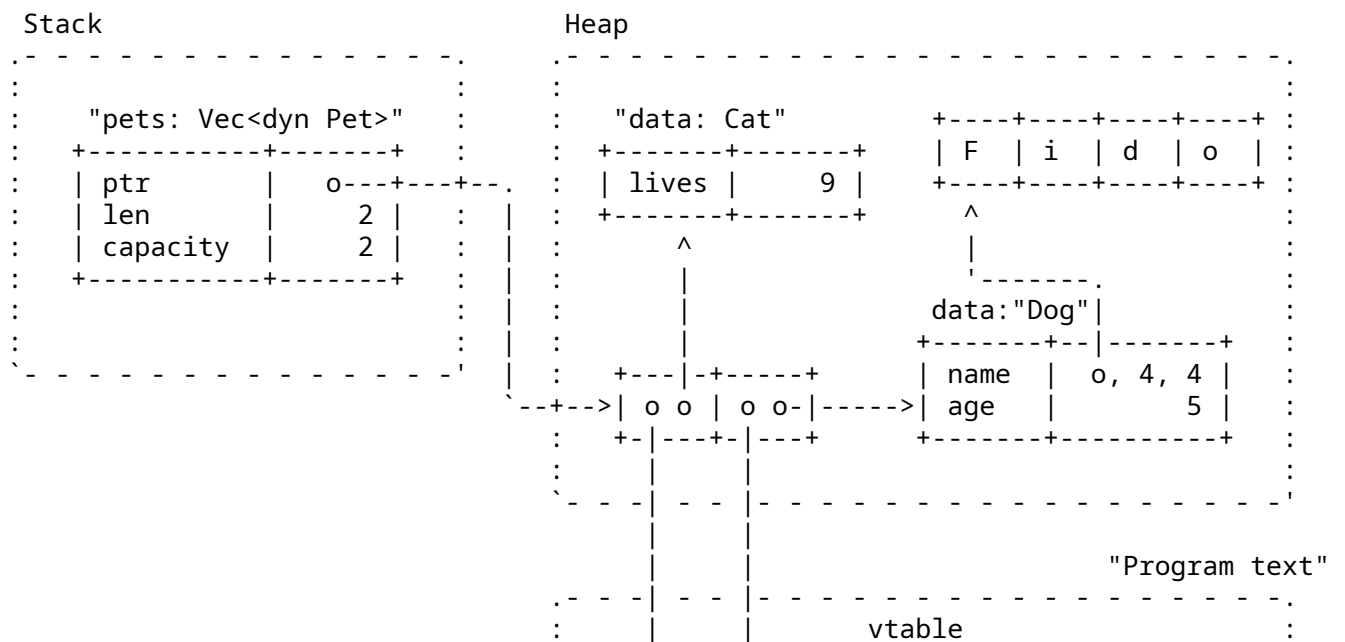 Stack
Heap
"pets: Vec<dyn Pet>"
"data: Cat"
F i d o
ptr o
lives 9
len 2
capacity 2
data:"Dog"
name o, 4, 4
o o o o
age 5
"Program text"
vtable